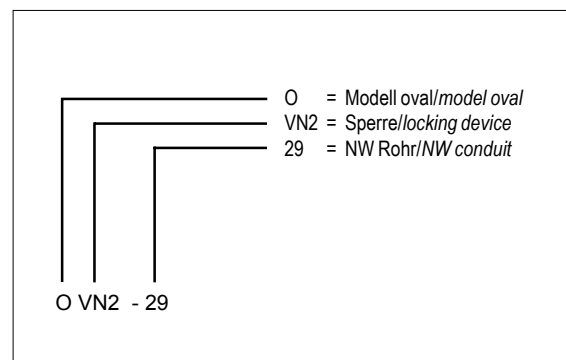 O = Modell oval/model oval
VN2 = Sperre/locking device
29 = NW Rohr/NW conduit
O VN2 - 29